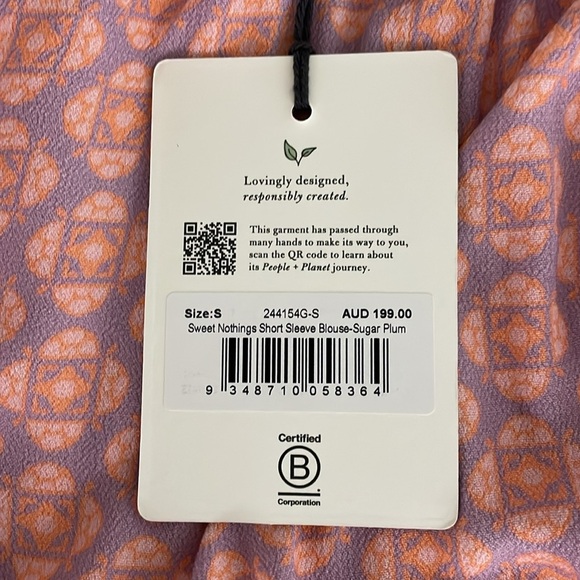 Lovingly designed,
responsibly created.
This garment has passed through
many hands to make its way to you,
scan the QR code to learn about
its People + Planet journey.
Size:S 244154G-S AUD 199.00
Sweet Nothings Short Sleeve Blouse-Sugar Plum
9 348710 058364
Certified
B
Corporation